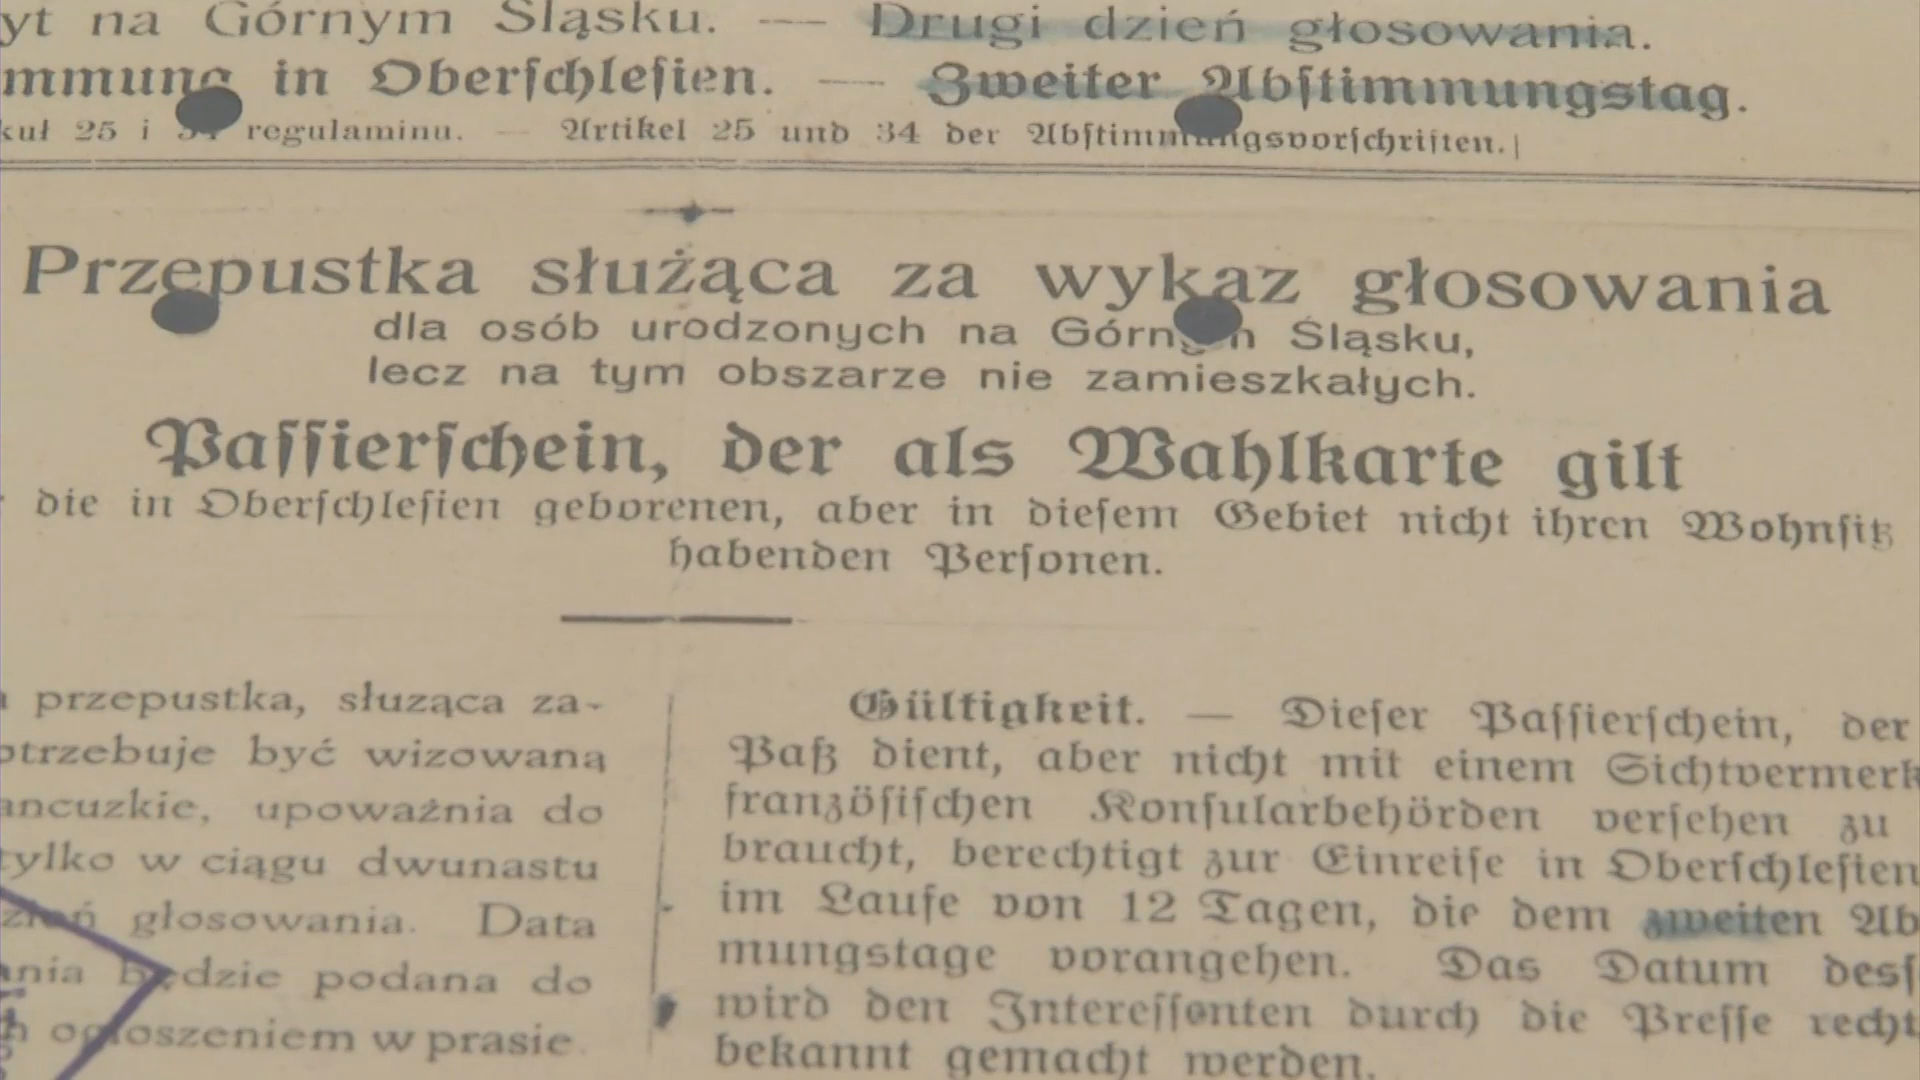 yt na Górnym Śląsku. — Drugi dzień głosowania.
mmung in Oberſchleſien. — Zweiter Abſtimmungstag.
kuł 25 i 34 regulaminu. — Artikel 25 und 34 der Abſtimmungsvorſchriften.
Przepustka służąca za wykaz głosowania
dla osób urodzonych na Górnym Śląsku,
lecz na tym obszarze nie zamieszkałych.
Paſſierſchein, der als Wahlkarte gilt
die in Oberſchleſien geborenen, aber in dieſem Gebiet nicht ihren Wohnſitz
habenden Perſonen.
przepustka, słuząca za-
otrzebuje być wizowaną
ancuzkie, upoważnia do
tylko w ciągu dwunastu
zień głosowania. Data
ania będzie podana do
ogłoszeniem w prasie.
Gültigkeit. — Dieſer Paſſierſchein, der
Paß dient, aber nicht mit einem Sichtvermerk
franzöſiſchen Konſularbehörden verſehen zu
braucht, berechtigt zur Einreiſe in Oberſchleſien
im Laufe von 12 Tagen, die dem zweiten Ab
mungstage vorangehen. Das Datum desſ
wird den Intereſſonten durch die Preſſe recht
bekannt gemacht werden.